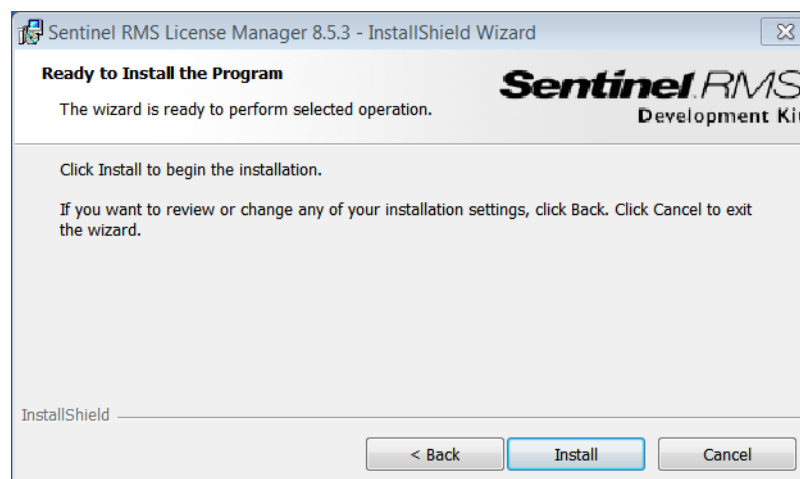 Sentinel RMS License Manager 8.5.3 - InstallShield Wizard
Ready to Install the Program
The wizard is ready to perform selected operation.
Sentinel RMS
Development Ki
Click Install to begin the installation.
If you want to review or change any of your installation settings, click Back. Click Cancel to exit
the wizard.
InstallShield
< Back
Install
Cancel